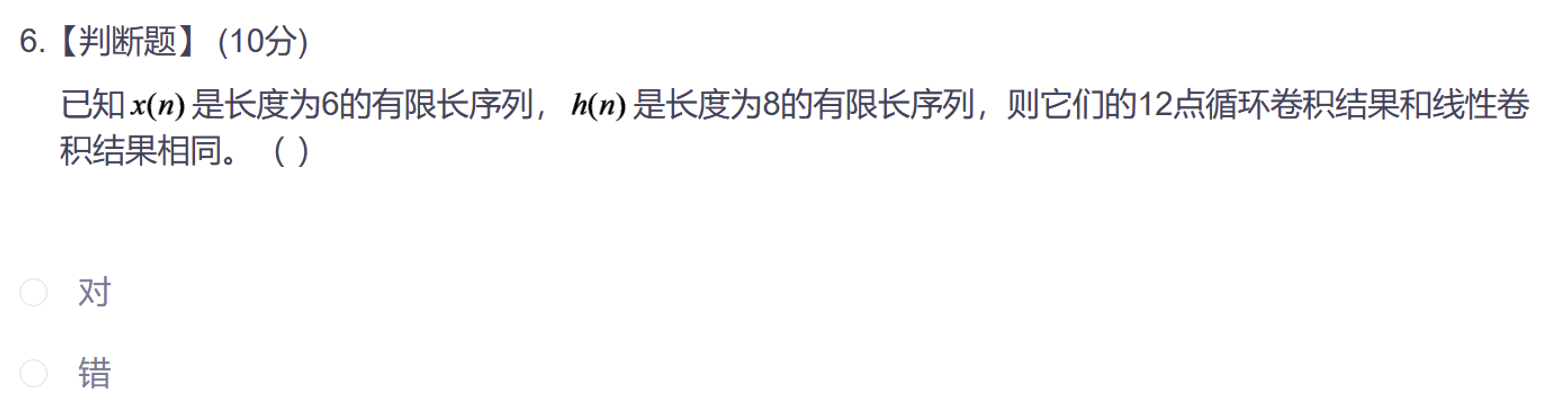 6.【判断题】 (10分)
已知 x(n) 是长度为6的有限长序列， h(n) 是长度为8的有限长序列，则它们的12点循环卷积结果和线性卷
积结果相同。 ( )
对
错